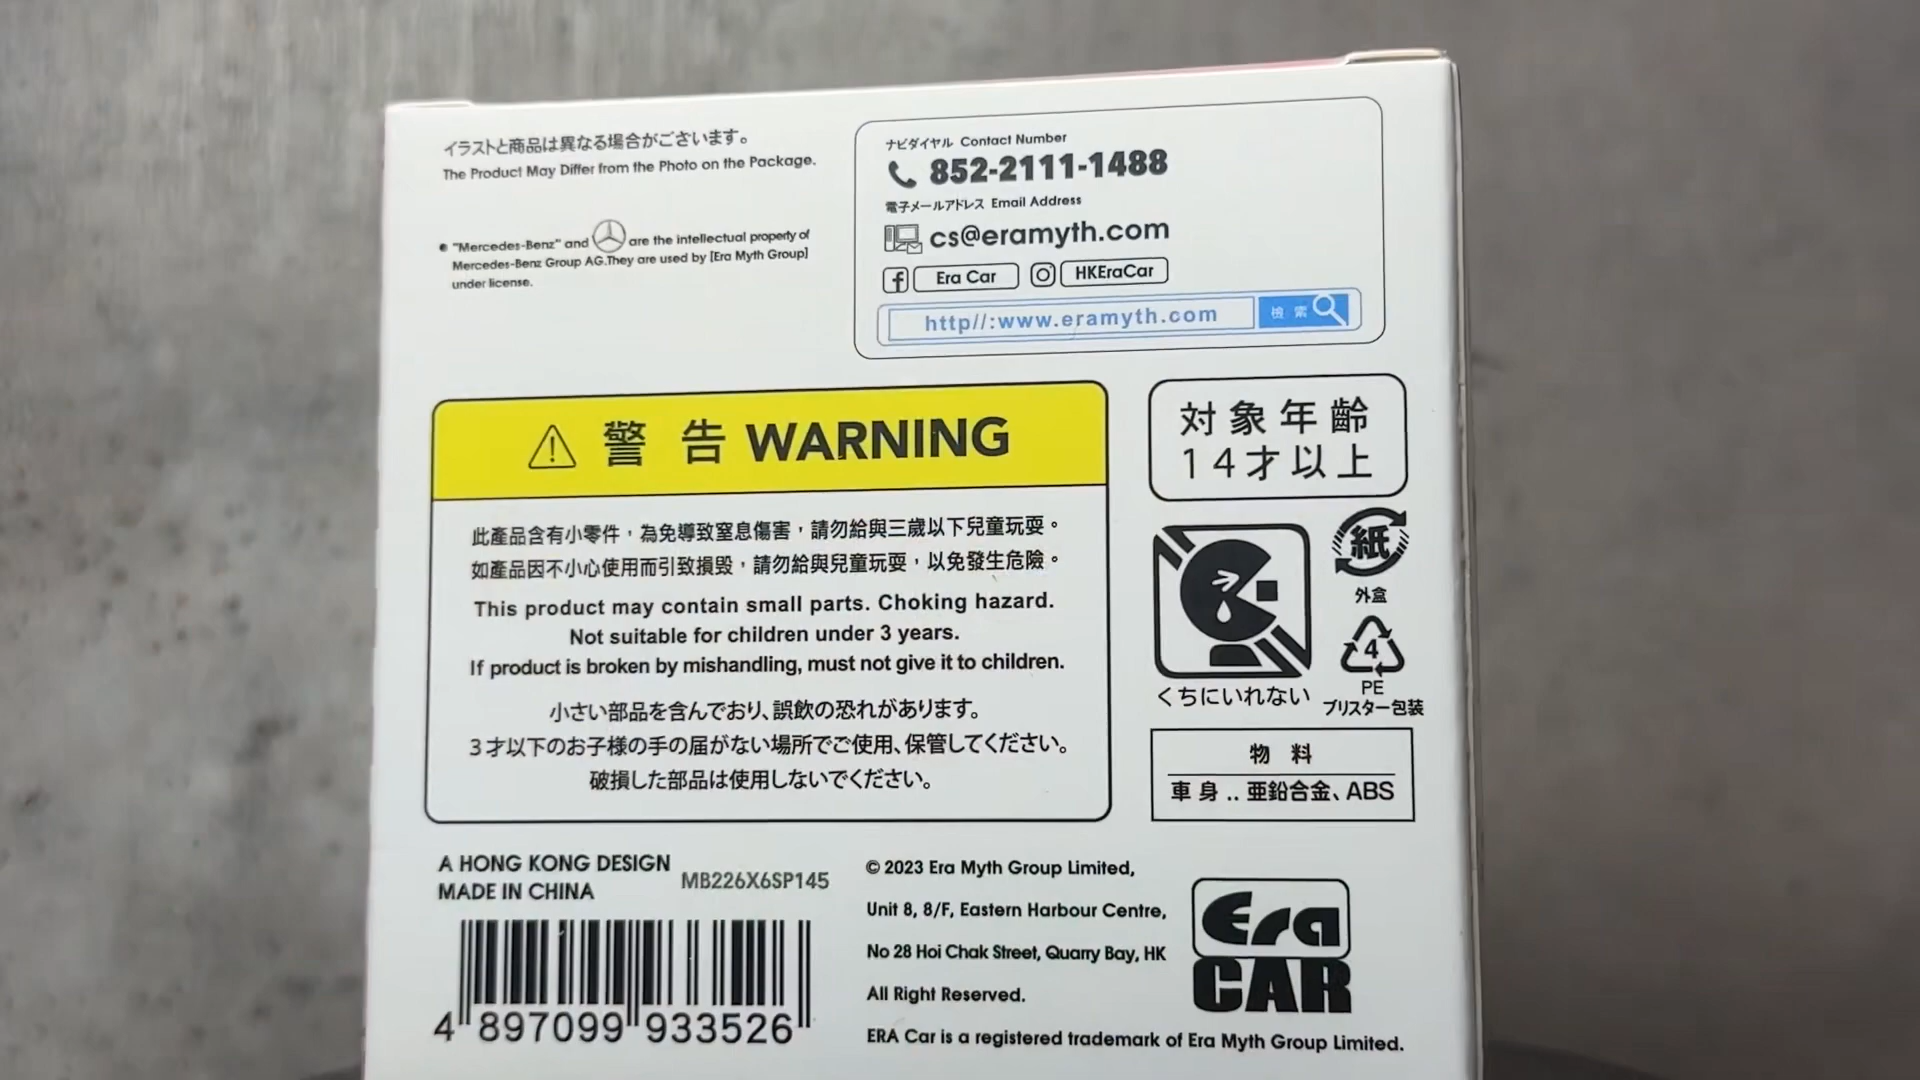 イラストと商品は異なる場合がございます。
The Product May Differ from the Photo on the Package.
"Mercedes-Benz" and are the intellectual property of
Mercedes-Benz Group AG.They are used by [Era Myth Group]
under license.
ナビダイヤル Contact Number
852-2111-1488
電子メールアドレス Email Address
cs@eramyth.com
f Era Car HKEraCar
http//:www.eramyth.com 檢索
警告 WARNING
此產品含有小零件，為免導致窒息傷害，請勿給與三歲以下兒童玩耍。
如產品因不小心使用而引致損毀，請勿給與兒童玩耍，以免發生危險。
This product may contain small parts. Choking hazard.
Not suitable for children under 3 years.
If product is broken by mishandling, must not give it to children.
小さい部品を含んでおり、誤飲の恐れがあります。
3才以下のお子様の手の届がない場所でご使用、保管してください。
破損した部品は使用しないでください。
対象年齢
14才以上
くちにいれない
紙
外盒
4
PE
ブリスター包装
物料
車身..亜鉛合金、ABS
A HONG KONG DESIGN
MADE IN CHINA
MB226X6SP145
4 897099 933526
© 2023 Era Myth Group Limited,
Unit 8, 8/F, Eastern Harbour Centre,
No 28 Hoi Chak Street, Quarry Bay, HK
All Right Reserved.
ERA Car is a registered trademark of Era Myth Group Limited.
Era
CAR